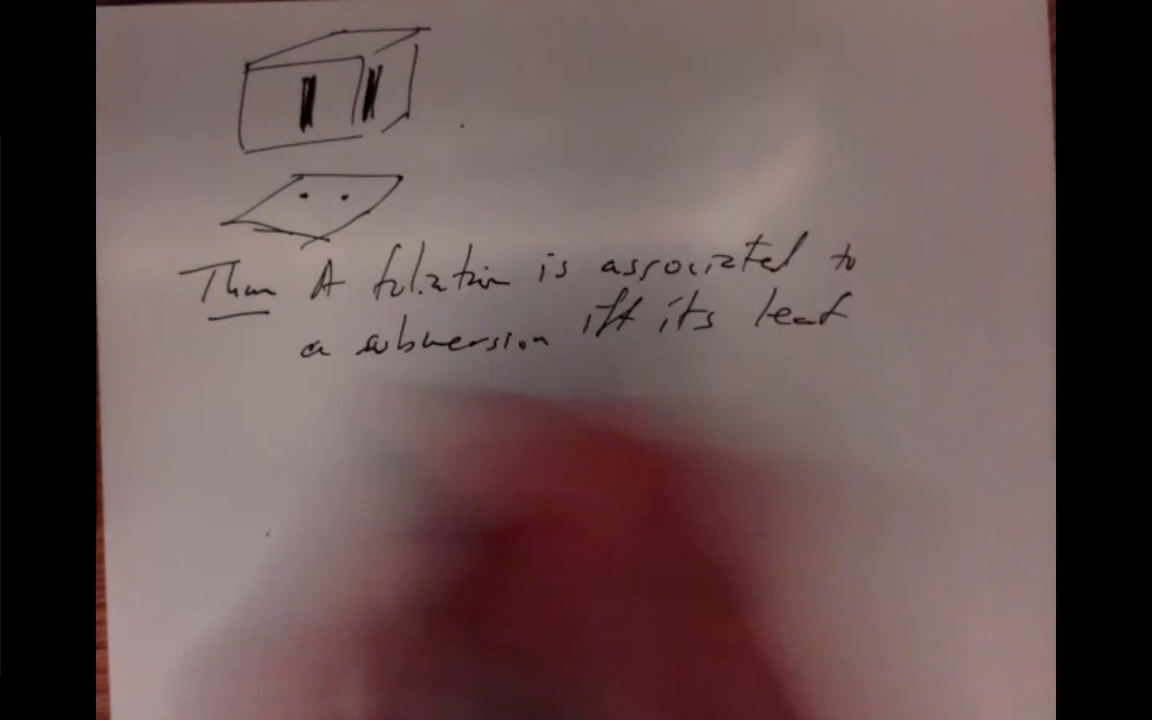 Thm A foliation is associated to
a submersion iff its leaf